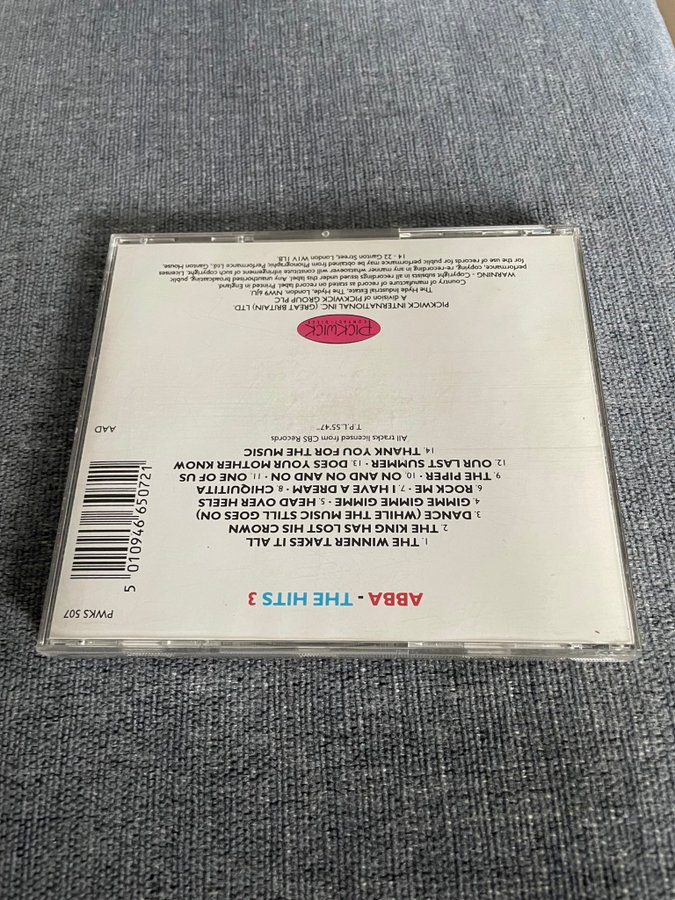 PWKS 507
ABBA - THE HITS 3
1. THE WINNER TAKES IT ALL
2. THE KING HAS LOST HIS CROWN
3. DANCE (WHILE THE MUSIC STILL GOES ON)
4. GIMME GIMME GIMME • 5. HEAD OVER HEELS
6. ROCK ME • 7. I HAVE A DREAM • 8. CHIQUITITA
9. THE PIPER • 10. ON AND ON AND ON • 11. ONE OF US
12. OUR LAST SUMMER • 13. DOES YOUR MOTHER KNOW
14. THANK YOU FOR THE MUSIC
5 010946 650721
All tracks licensed from CBS Records
T.P.L.SS'47"
AAD
PICKWICK
COMPACT DISCS
PICKWICK INTERNATIONAL INC. (GREAT BRITAIN) LTD.
A division of PICKWICK GROUP PLC
The Hyde Industrial Estate, The Hyde, London, NW9 6JU.
Country of manufacture of record as stated on record label. Printed in England.
WARNING - Copyright subsists in all recordings issued under this label. Any unauthorised broadcasting, public
performance, copying, re-recording in any manner whatsoever will constitute infringement of such copyright. Licenses
for the use of records for public performance may be obtained from Phonographic Performance Ltd., Ganton House,
14 - 22 Ganton Street, London W1V 1LB.